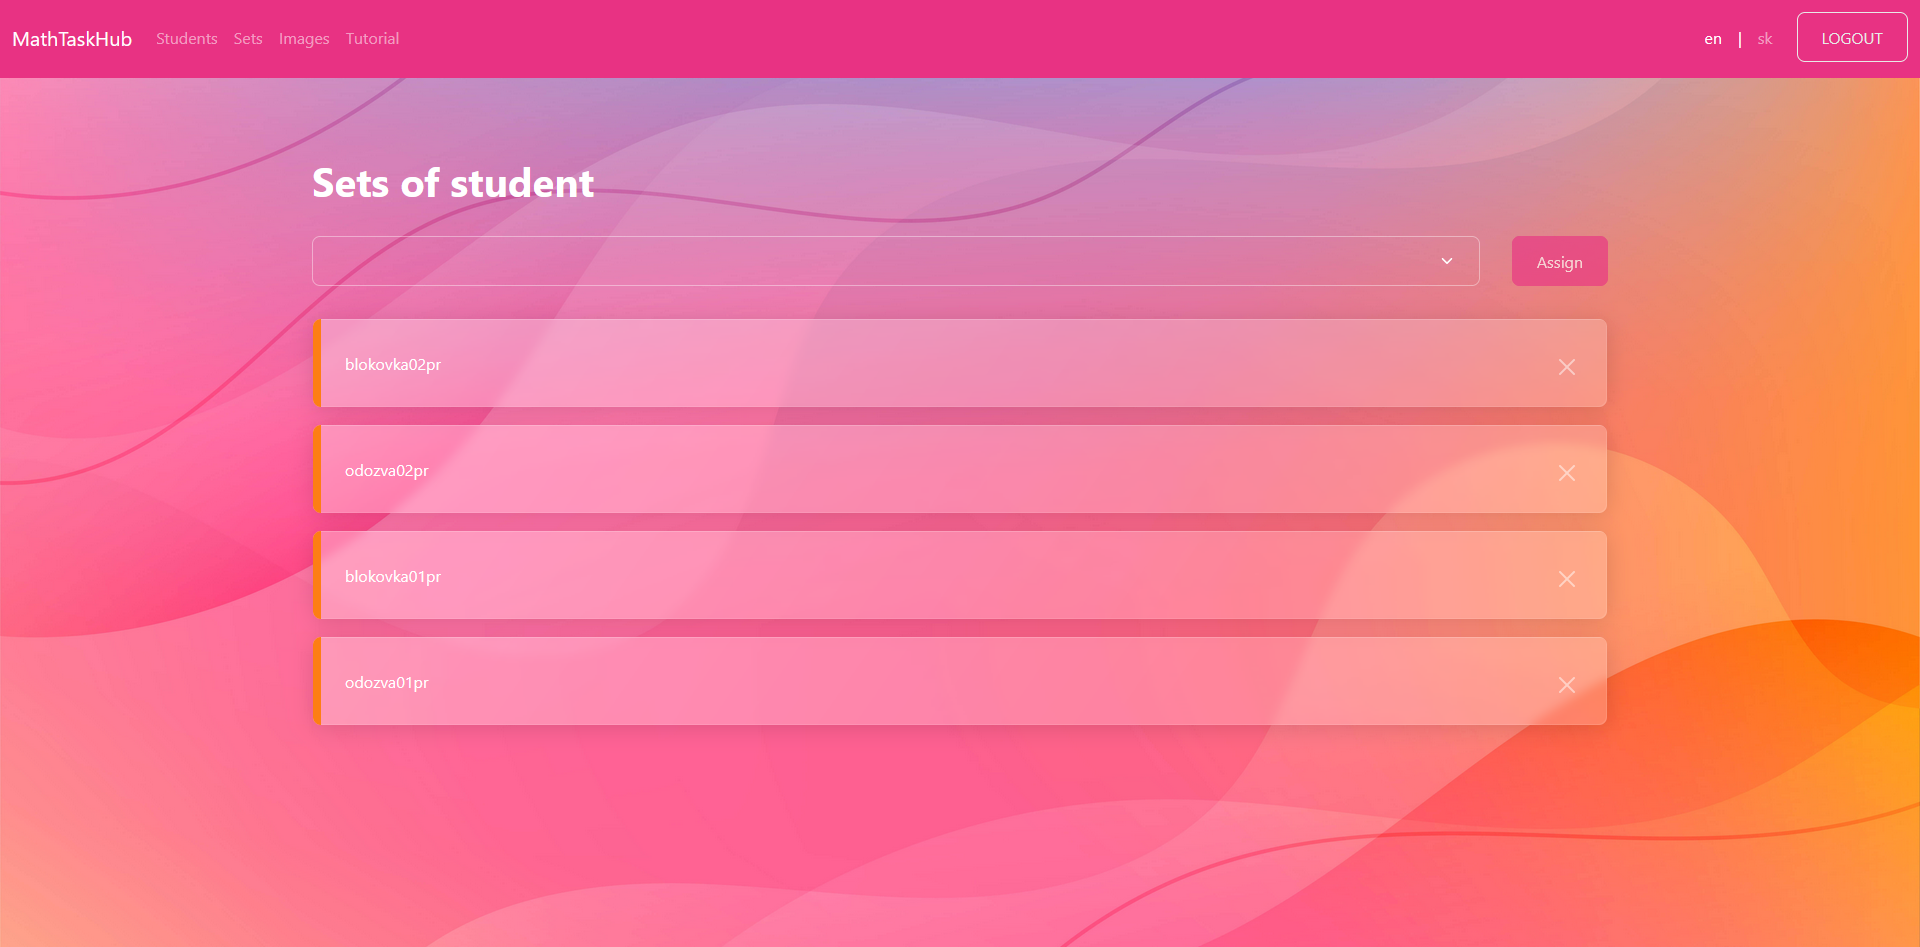 MathTaskHub Students Sets Images Tutorial en | sk LOGOUT
Sets of student
Assign
blokovka02pr
odozva02pr
blokovka01pr
odozva01pr